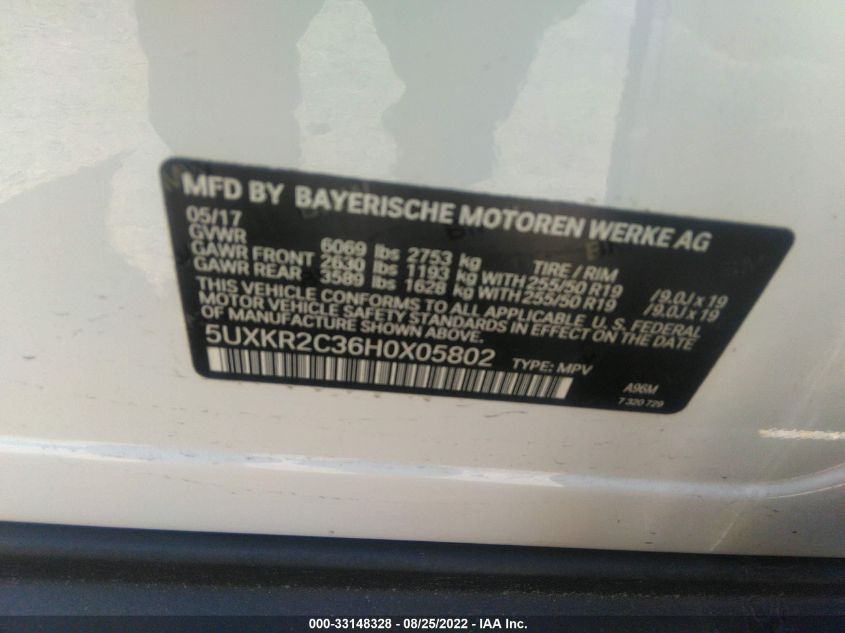 MFD BY BAYERISCHE MOTOREN WERKE AG
05/17
GVWR 6069 lbs 2753 kg TIRE / RIM
GAWR FRONT 2630 lbs 1193 kg WITH 255/50 R19 /9.0J x 19
GAWR REAR 3589 lbs 1628 kg WITH 255/50 R19 /9.0J x 19
THIS VEHICLE CONFORMS TO ALL APPLICABLE U. S. FEDERAL
MOTOR VEHICLE SAFETY STANDARDS IN EFFECT ON THE DATE
OF MANUFACTURE SHOWN ABOVE.
5UXKR2C36H0X05802 TYPE: MPV
A96M
7 320 729
000-33148328 - 08/25/2022 - IAA Inc.